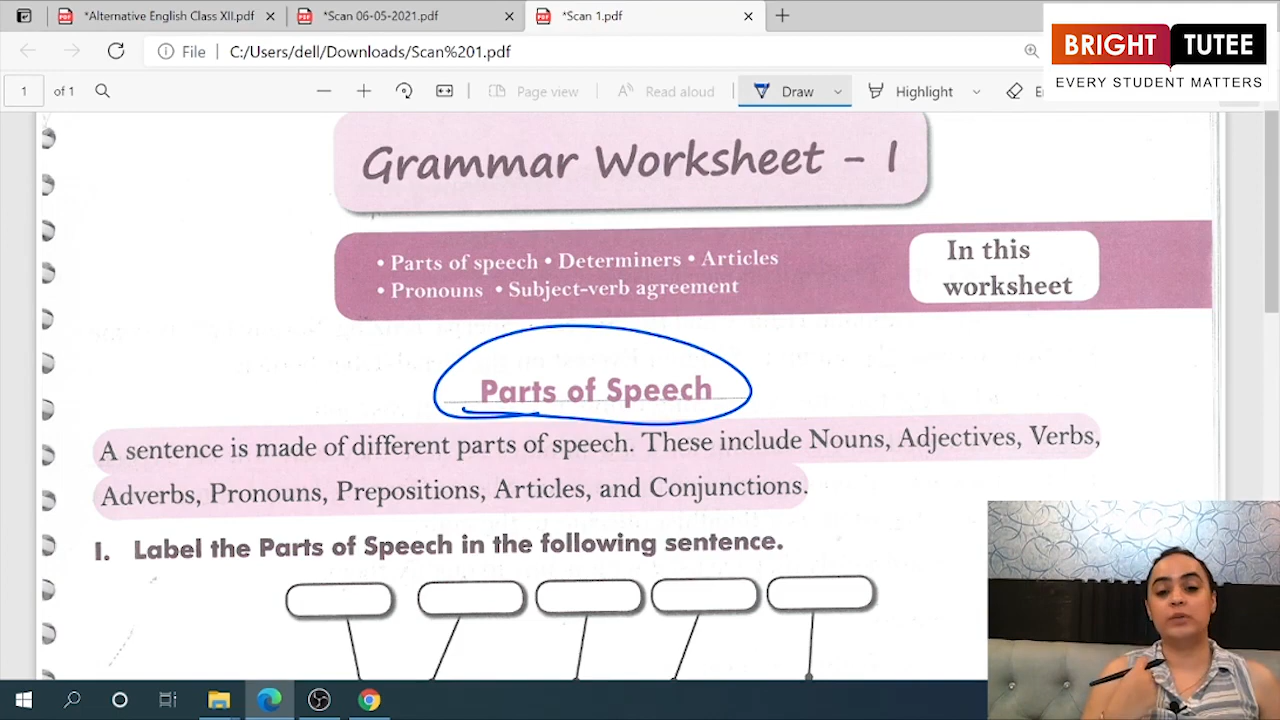 *Alternative English Class XII.pdf
*Scan 06-05-2021.pdf
*Scan 1.pdf
File
C:/Users/dell/Downloads/Scan%201.pdf
BRIGHT TUTEE
EVERY STUDENT MATTERS
1 of 1
Page view
Read aloud
Draw
Highlight
Grammar Worksheet - 1
• Parts of speech • Determiners • Articles
• Pronouns • Subject-verb agreement
In this
worksheet
Parts of Speech
A sentence is made of different parts of speech. These include Nouns, Adjectives, Verbs,
Adverbs, Pronouns, Prepositions, Articles, and Conjunctions.
I. Label the Parts of Speech in the following sentence.